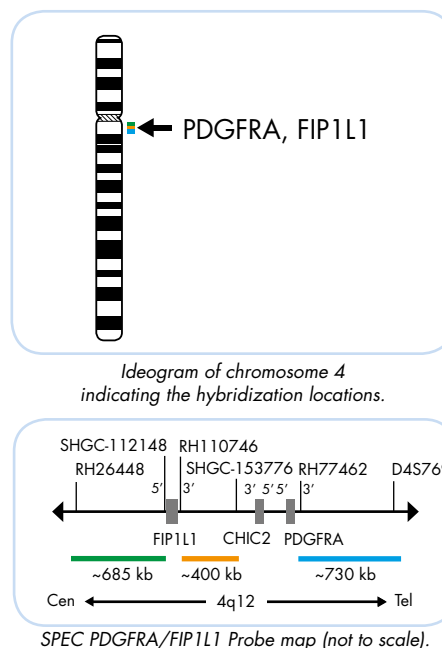 PDGFRA, FIP1L1
Ideogram of chromosome 4
indicating the hybridization locations.
SHGC-112148 RH110746
RH26448 SHGC-153776 RH77462 D4S769
5' 3' 3' 5' 5' 3'
FIP1L1 CHIC2 PDGFRA
~685 kb ~400 kb ~730 kb
Cen 4q12 Tel
SPEC PDGFRA/FIP1L1 Probe map (not to scale).